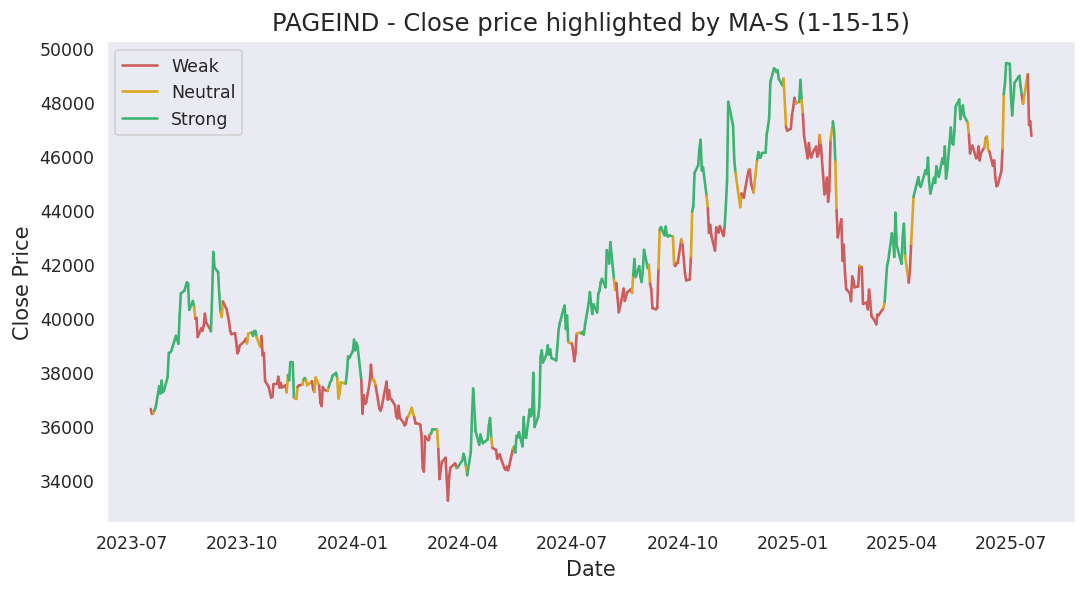 PAGEIND - Close price highlighted by MA-S (1-15-15)
Close Price
50000
48000
46000
44000
42000
40000
38000
36000
34000
Weak
Neutral
Strong
2023-07 2023-10 2024-01 2024-04 2024-07 2024-10 2025-01 2025-04 2025-07
Date